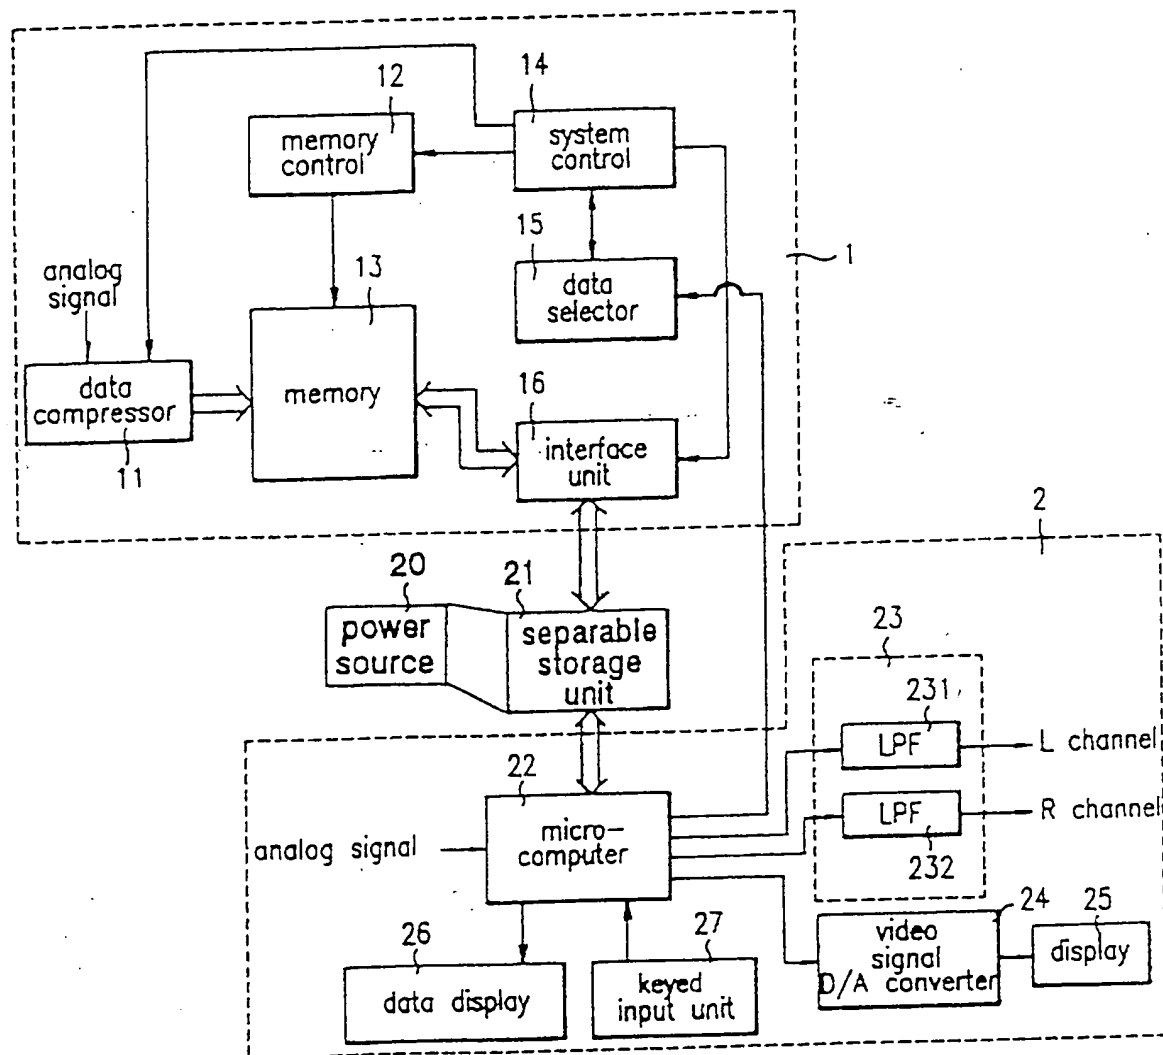 12
14
memory
control
system
control
15
1
analog
signal
13
data
selector
data
compressor
memory
16
11
interface
unit
2
20
21
power
source
separable
storage
unit
23
231
LPF
L channel
22
LPF
R channel
analog signal
micro-
computer
232
24
25
26
27
video
signal
D/A converter
display
data display
keyed
input unit